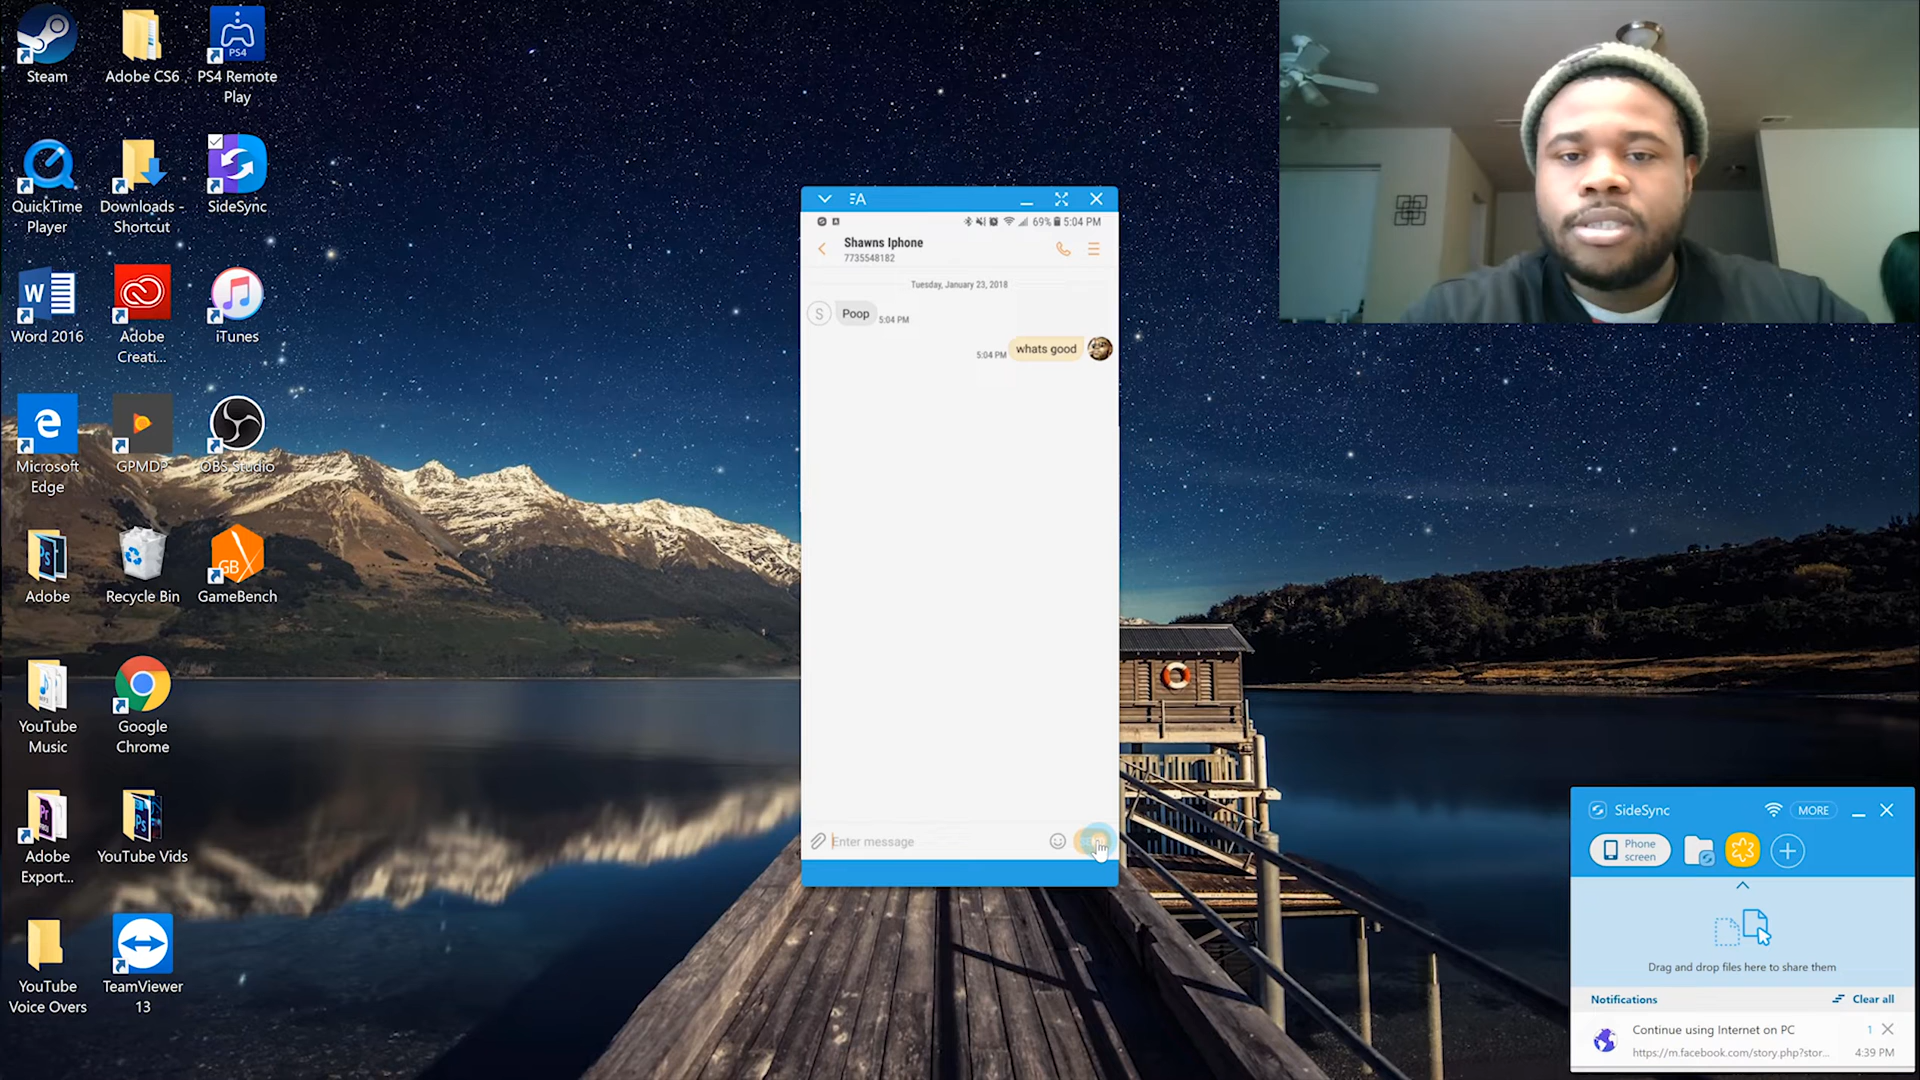 Steam
Adobe CS6
PS4 Remote
Play
PS4
QuickTime
Player
Downloads -
Shortcut
SideSync
Word 2016
Adobe
Creati...
iTunes
Microsoft
Edge
GPMDP
OBS Studio
Adobe
Recycle Bin
GB
GameBench
YouTube
Music
Google
Chrome
Adobe
Export...
YouTube Vids
YouTube
Voice Overs
TeamViewer
13
69% 5:04 PM
Shawns Iphone
7735548182
Tuesday, January 23, 2018
S
Poop
5:04 PM
5:04 PM
whats good
Enter message
SideSync
MORE
Phone
screen
Drag and drop files here to share them
Notifications
Clear all
Continue using Internet on PC
1
https://m.facebook.com/story.php?stor...
4:39 PM